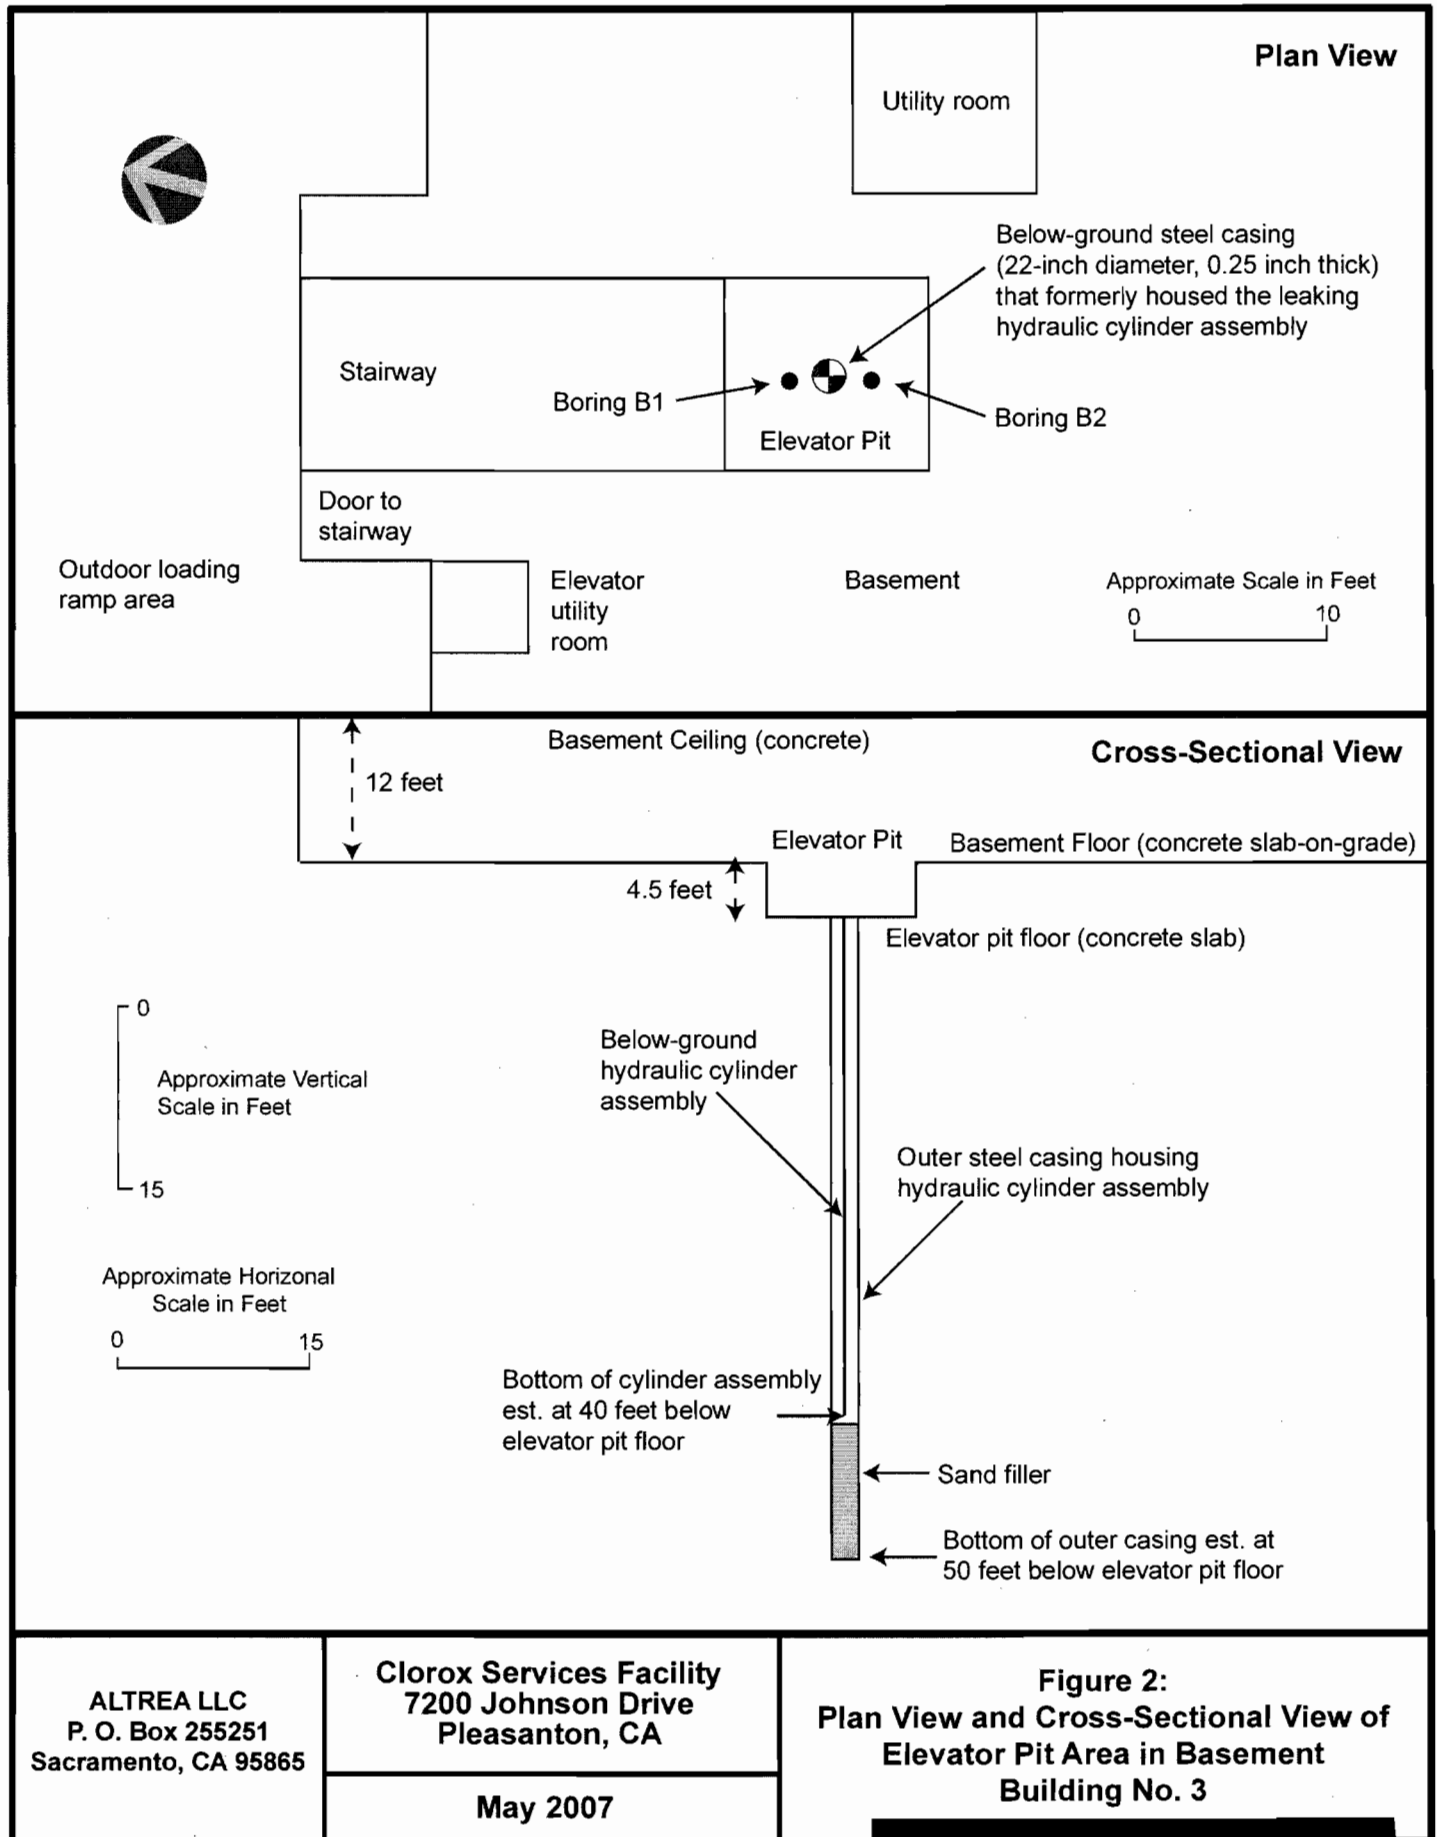 Plan View
Utility room
Below-ground steel casing
(22-inch diameter, 0.25 inch thick)
that formerly housed the leaking
hydraulic cylinder assembly
Stairway
Boring B1
Boring B2
Elevator Pit
Door to
stairway
Outdoor loading
ramp area
Elevator
utility
room
Basement
Approximate Scale in Feet
0 10
Basement Ceiling (concrete)
Cross-Sectional View
12 feet
Elevator Pit
Basement Floor (concrete slab-on-grade)
4.5 feet
Elevator pit floor (concrete slab)
0
Approximate Vertical
Scale in Feet
15
Below-ground
hydraulic cylinder
assembly
Outer steel casing housing
hydraulic cylinder assembly
Approximate Horizonal
Scale in Feet
0 15
Bottom of cylinder assembly
est. at 40 feet below
elevator pit floor
Sand filler
Bottom of outer casing est. at
50 feet below elevator pit floor
ALTREA LLC
P. O. Box 255251
Sacramento, CA 95865
Clorox Services Facility
7200 Johnson Drive
Pleasanton, CA
May 2007
Figure 2:
Plan View and Cross-Sectional View of
Elevator Pit Area in Basement
Building No. 3